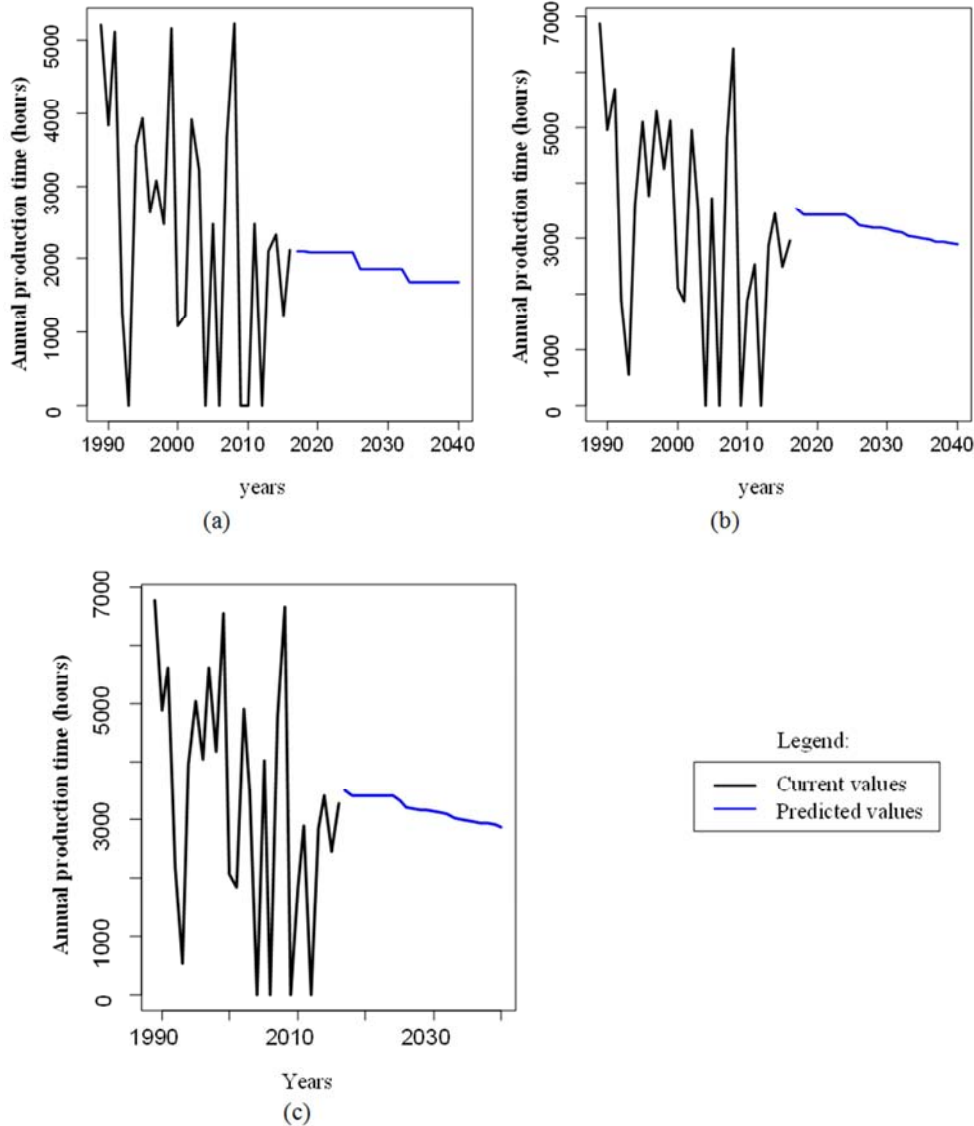 Annual production time (hours)
5000
4000
3000
2000
1000
0
1990 2000 2010 2020 2030 2040
years
(a)
Annual production time (hours)
7000
5000
3000
1000
0
1990 2000 2010 2020 2030 2040
years
(b)
Annual production time (hours)
7000
5000
3000
1000
0
1990 2010 2030
Years
(c)
Legend:
Current values
Predicted values